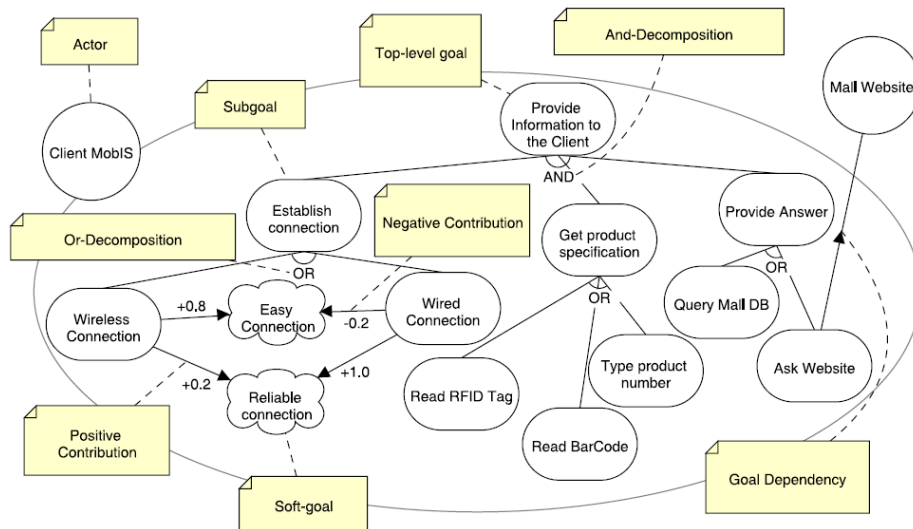 Actor
Top-level goal
And-Decomposition
Mall Website
Subgoal
Provide
Information to
the Client
Client MobIS
AND
Establish
connection
Negative Contribution
Provide Answer
Or-Decomposition
Get product
specification
OR
OR
Wireless
Connection
+0.8
Easy
Connection
-0.2
Wired
Connection
OR
Query Mall DB
+0.2
Reliable
connection
+1.0
Read RFID Tag
Type product
number
Ask Website
Positive
Contribution
Read BarCode
Soft-goal
Goal Dependency